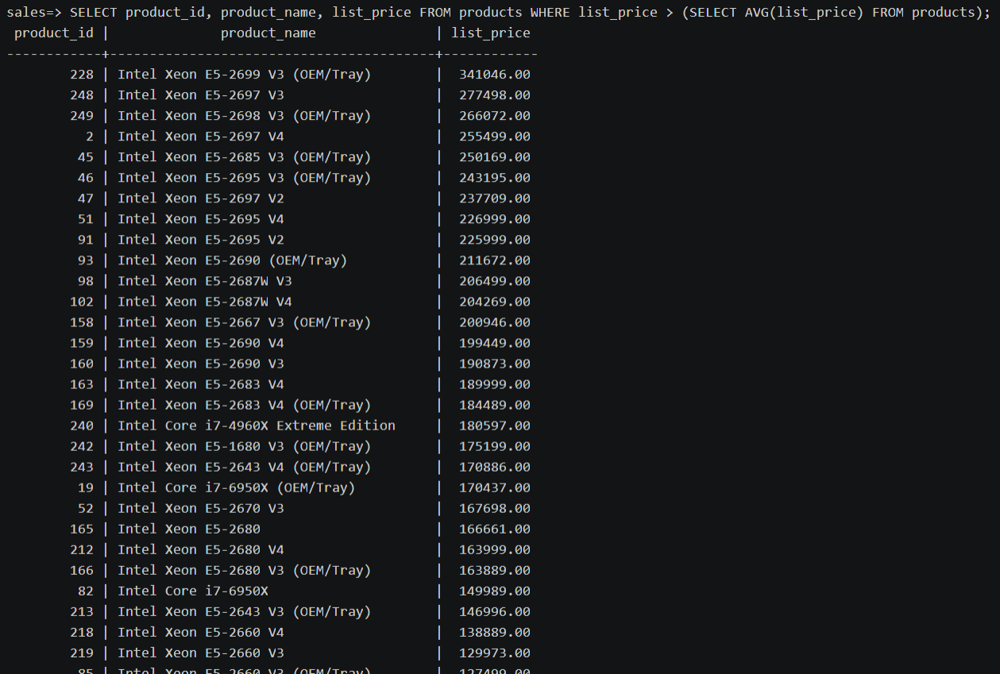 sales=> SELECT product_id, product_name, list_price FROM products WHERE list_price > (SELECT AVG(list_price) FROM products);
 product_id |              product_name               | list_price
------------+-----------------------------------------+------------
        228 | Intel Xeon E5-2699 V3 (OEM/Tray)        |  341046.00
        248 | Intel Xeon E5-2697 V3                   |  277498.00
        249 | Intel Xeon E5-2698 V3 (OEM/Tray)        |  266072.00
          2 | Intel Xeon E5-2697 V4                   |  255499.00
         45 | Intel Xeon E5-2685 V3 (OEM/Tray)        |  250169.00
         46 | Intel Xeon E5-2695 V3 (OEM/Tray)        |  243195.00
         47 | Intel Xeon E5-2697 V2                   |  237709.00
         51 | Intel Xeon E5-2695 V4                   |  226999.00
         91 | Intel Xeon E5-2695 V2                   |  225999.00
         93 | Intel Xeon E5-2690 (OEM/Tray)           |  211672.00
         98 | Intel Xeon E5-2687W V3                  |  206499.00
        102 | Intel Xeon E5-2687W V4                  |  204269.00
        158 | Intel Xeon E5-2667 V3 (OEM/Tray)        |  200946.00
        159 | Intel Xeon E5-2690 V4                   |  199449.00
        160 | Intel Xeon E5-2690 V3                   |  190873.00
        163 | Intel Xeon E5-2683 V4                   |  189999.00
        169 | Intel Xeon E5-2683 V4 (OEM/Tray)        |  184489.00
        240 | Intel Core i7-4960X Extreme Edition     |  180597.00
        242 | Intel Xeon E5-1680 V3 (OEM/Tray)        |  175199.00
        243 | Intel Xeon E5-2643 V4 (OEM/Tray)        |  170886.00
         19 | Intel Core i7-6950X (OEM/Tray)          |  170437.00
         52 | Intel Xeon E5-2670 V3                   |  167698.00
        165 | Intel Xeon E5-2680                      |  166661.00
        212 | Intel Xeon E5-2680 V4                   |  163999.00
        166 | Intel Xeon E5-2680 V3 (OEM/Tray)        |  163889.00
         82 | Intel Core i7-6950X                     |  149989.00
        213 | Intel Xeon E5-2643 V3 (OEM/Tray)        |  146996.00
        218 | Intel Xeon E5-2660 V4                   |  138889.00
        219 | Intel Xeon E5-2660 V3                   |  129973.00
         85 | Intel Xeon E5-2660 V3 (OEM/Tray)        |  127499.00